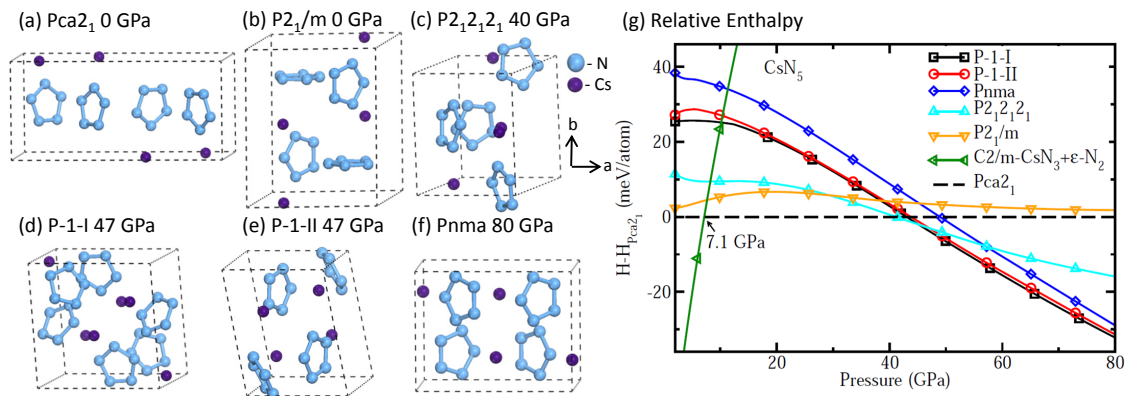 (a) Pca2₁ 0 GPa
(b) P2₁/m 0 GPa
(c) P2₁2₁2₁ 40 GPa
- N
- Cs
b
a
(d) P-1-I 47 GPa
(e) P-1-II 47 GPa
(f) Pnma 80 GPa
(g) Relative Enthalpy
CsN₅
P-1-I
P-1-II
Pnma
P2₁2₁2₁
P2₁/m
C2/m-CsN₃+ε-N₂
Pca2₁
7.1 GPa
H-H_Pca2₁ (meV/atom)
40
20
0
-20
20
40
60
80
Pressure (GPa)